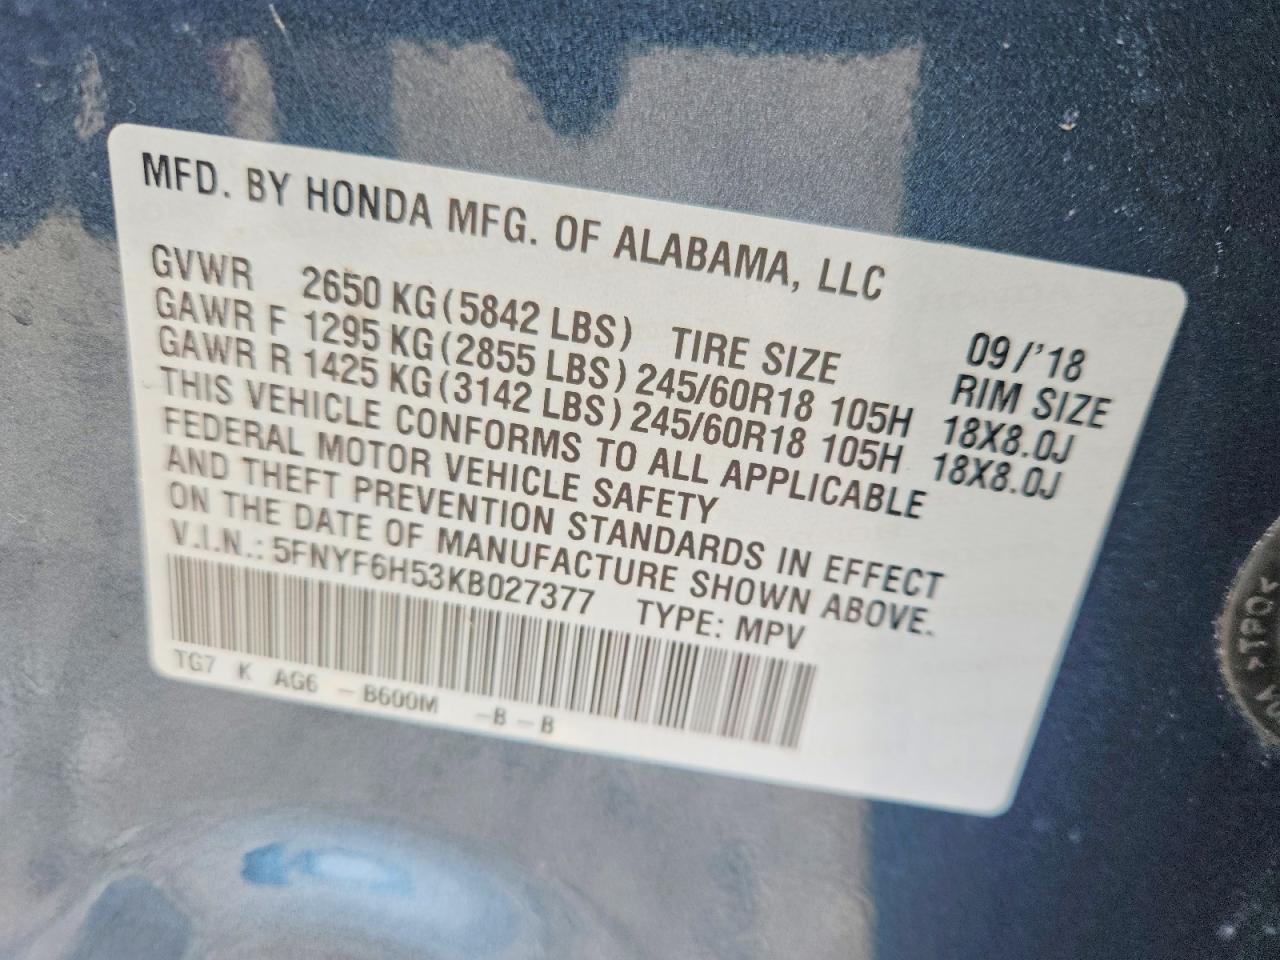 MFD. BY HONDA MFG. OF ALABAMA, LLC
09/'18
GVWR 2650 KG (5842 LBS) TIRE SIZE RIM SIZE
GAWR F 1295 KG (2855 LBS) 245/60R18 105H 18X8.0J
GAWR R 1425 KG (3142 LBS) 245/60R18 105H 18X8.0J
THIS VEHICLE CONFORMS TO ALL APPLICABLE
FEDERAL MOTOR VEHICLE SAFETY
AND THEFT PREVENTION STANDARDS IN EFFECT
ON THE DATE OF MANUFACTURE SHOWN ABOVE.
V.I.N.: 5FNYF6H53KB027377 TYPE: MPV
TG7 K AG6 -B600M -B-B